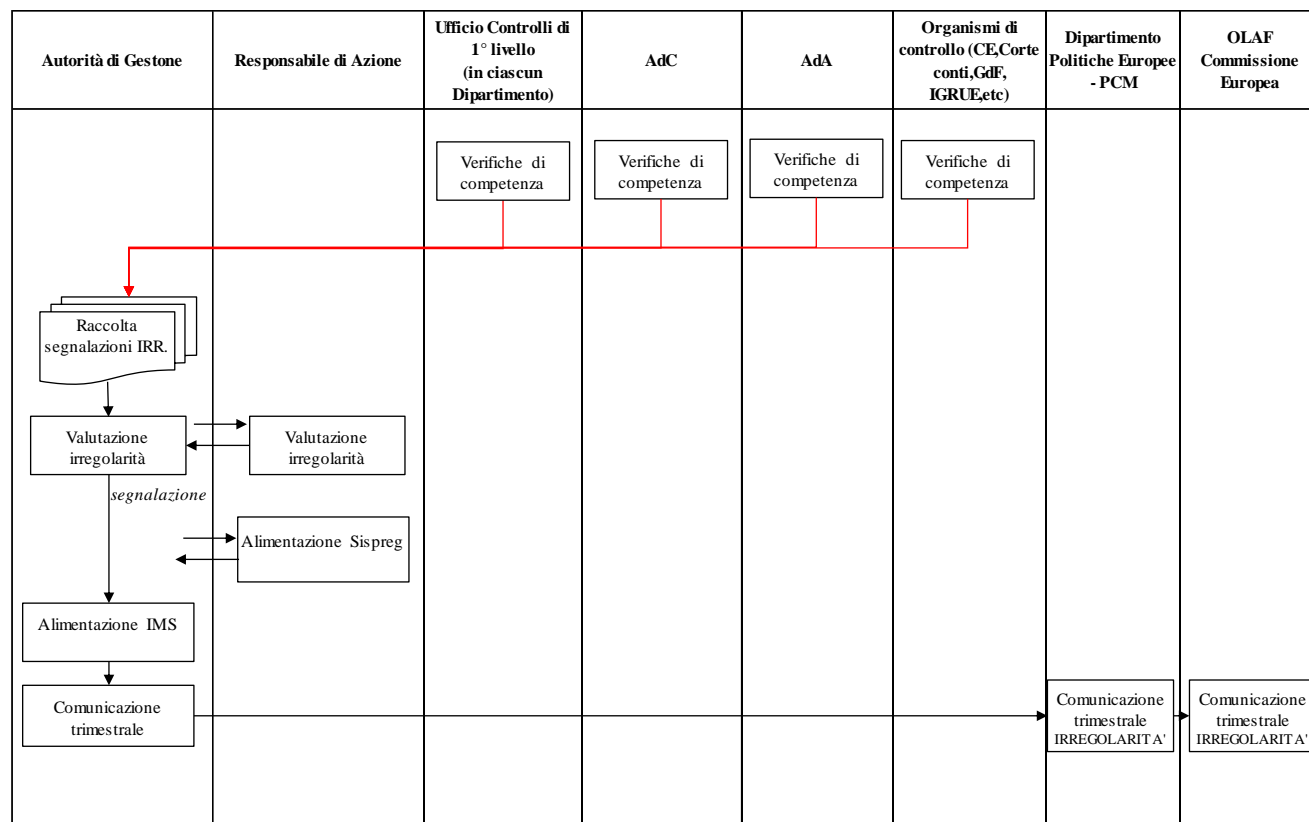 Autorità di Gestone
Responsabile di Azione
Ufficio Controlli di
1° livello
(in ciascun
Dipartimento)
AdC
AdA
Organismi di
controllo (CE,Corte
conti,GdF,
IGRUE,etc)
Dipartimento
Politiche Europee
- PCM
OLAF
Commissione
Europea
Verifiche di
competenza
Verifiche di
competenza
Verifiche di
competenza
Verifiche di
competenza
Raccolta
segnalazioni IRR.
Valutazione
irregolarità
Valutazione
irregolarità
segnalazione
Alimentazione Sispreg
Alimentazione IMS
Comunicazione
trimestrale
Comunicazione
trimestrale
IRREGOLARITA'
Comunicazione
trimestrale
IRREGOLARITA'